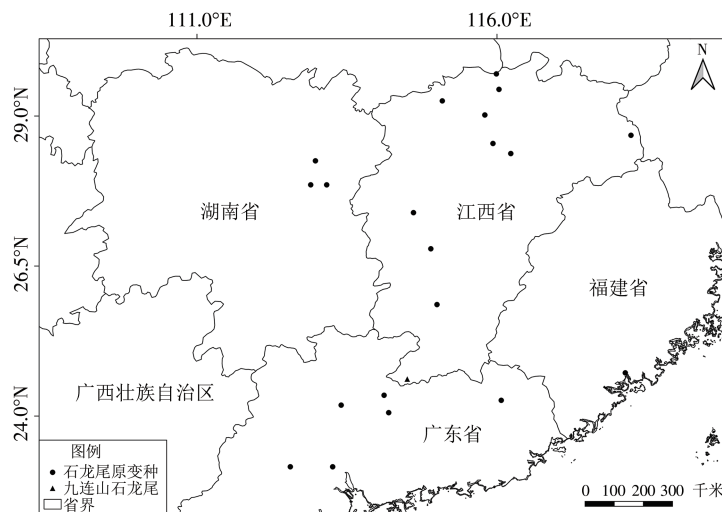 111.0°E
116.0°E
N
29.0°N
湖南省
江西省
26.5°N
福建省
广西壮族自治区
24.0°N
广东省
图例
石龙尾原变种
九连山石龙尾
省界
0 100 200 300 千米